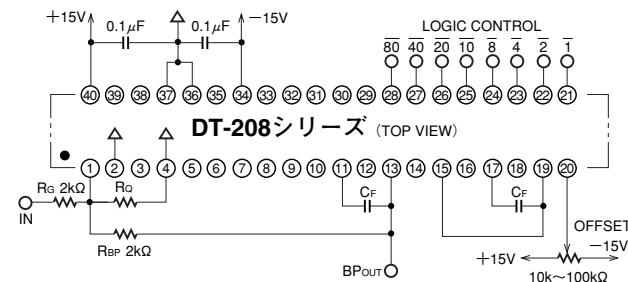 +15V 0.1μF 0.1μF −15V
LOGIC CONTROL
80 40 20 10 8 4 2 1
40 39 38 37 36 35 34 33 32 31 30 29 28 27 26 25 24 23 22 21
DT-208シリーズ (TOP VIEW)
1 2 3 4 5 6 7 8 9 10 11 12 13 14 15 16 17 18 19 20
IN RG 2kΩ RQ CF CF
OFFSET
RBP 2kΩ
+15V −15V
BPOUT
10k〜100kΩ